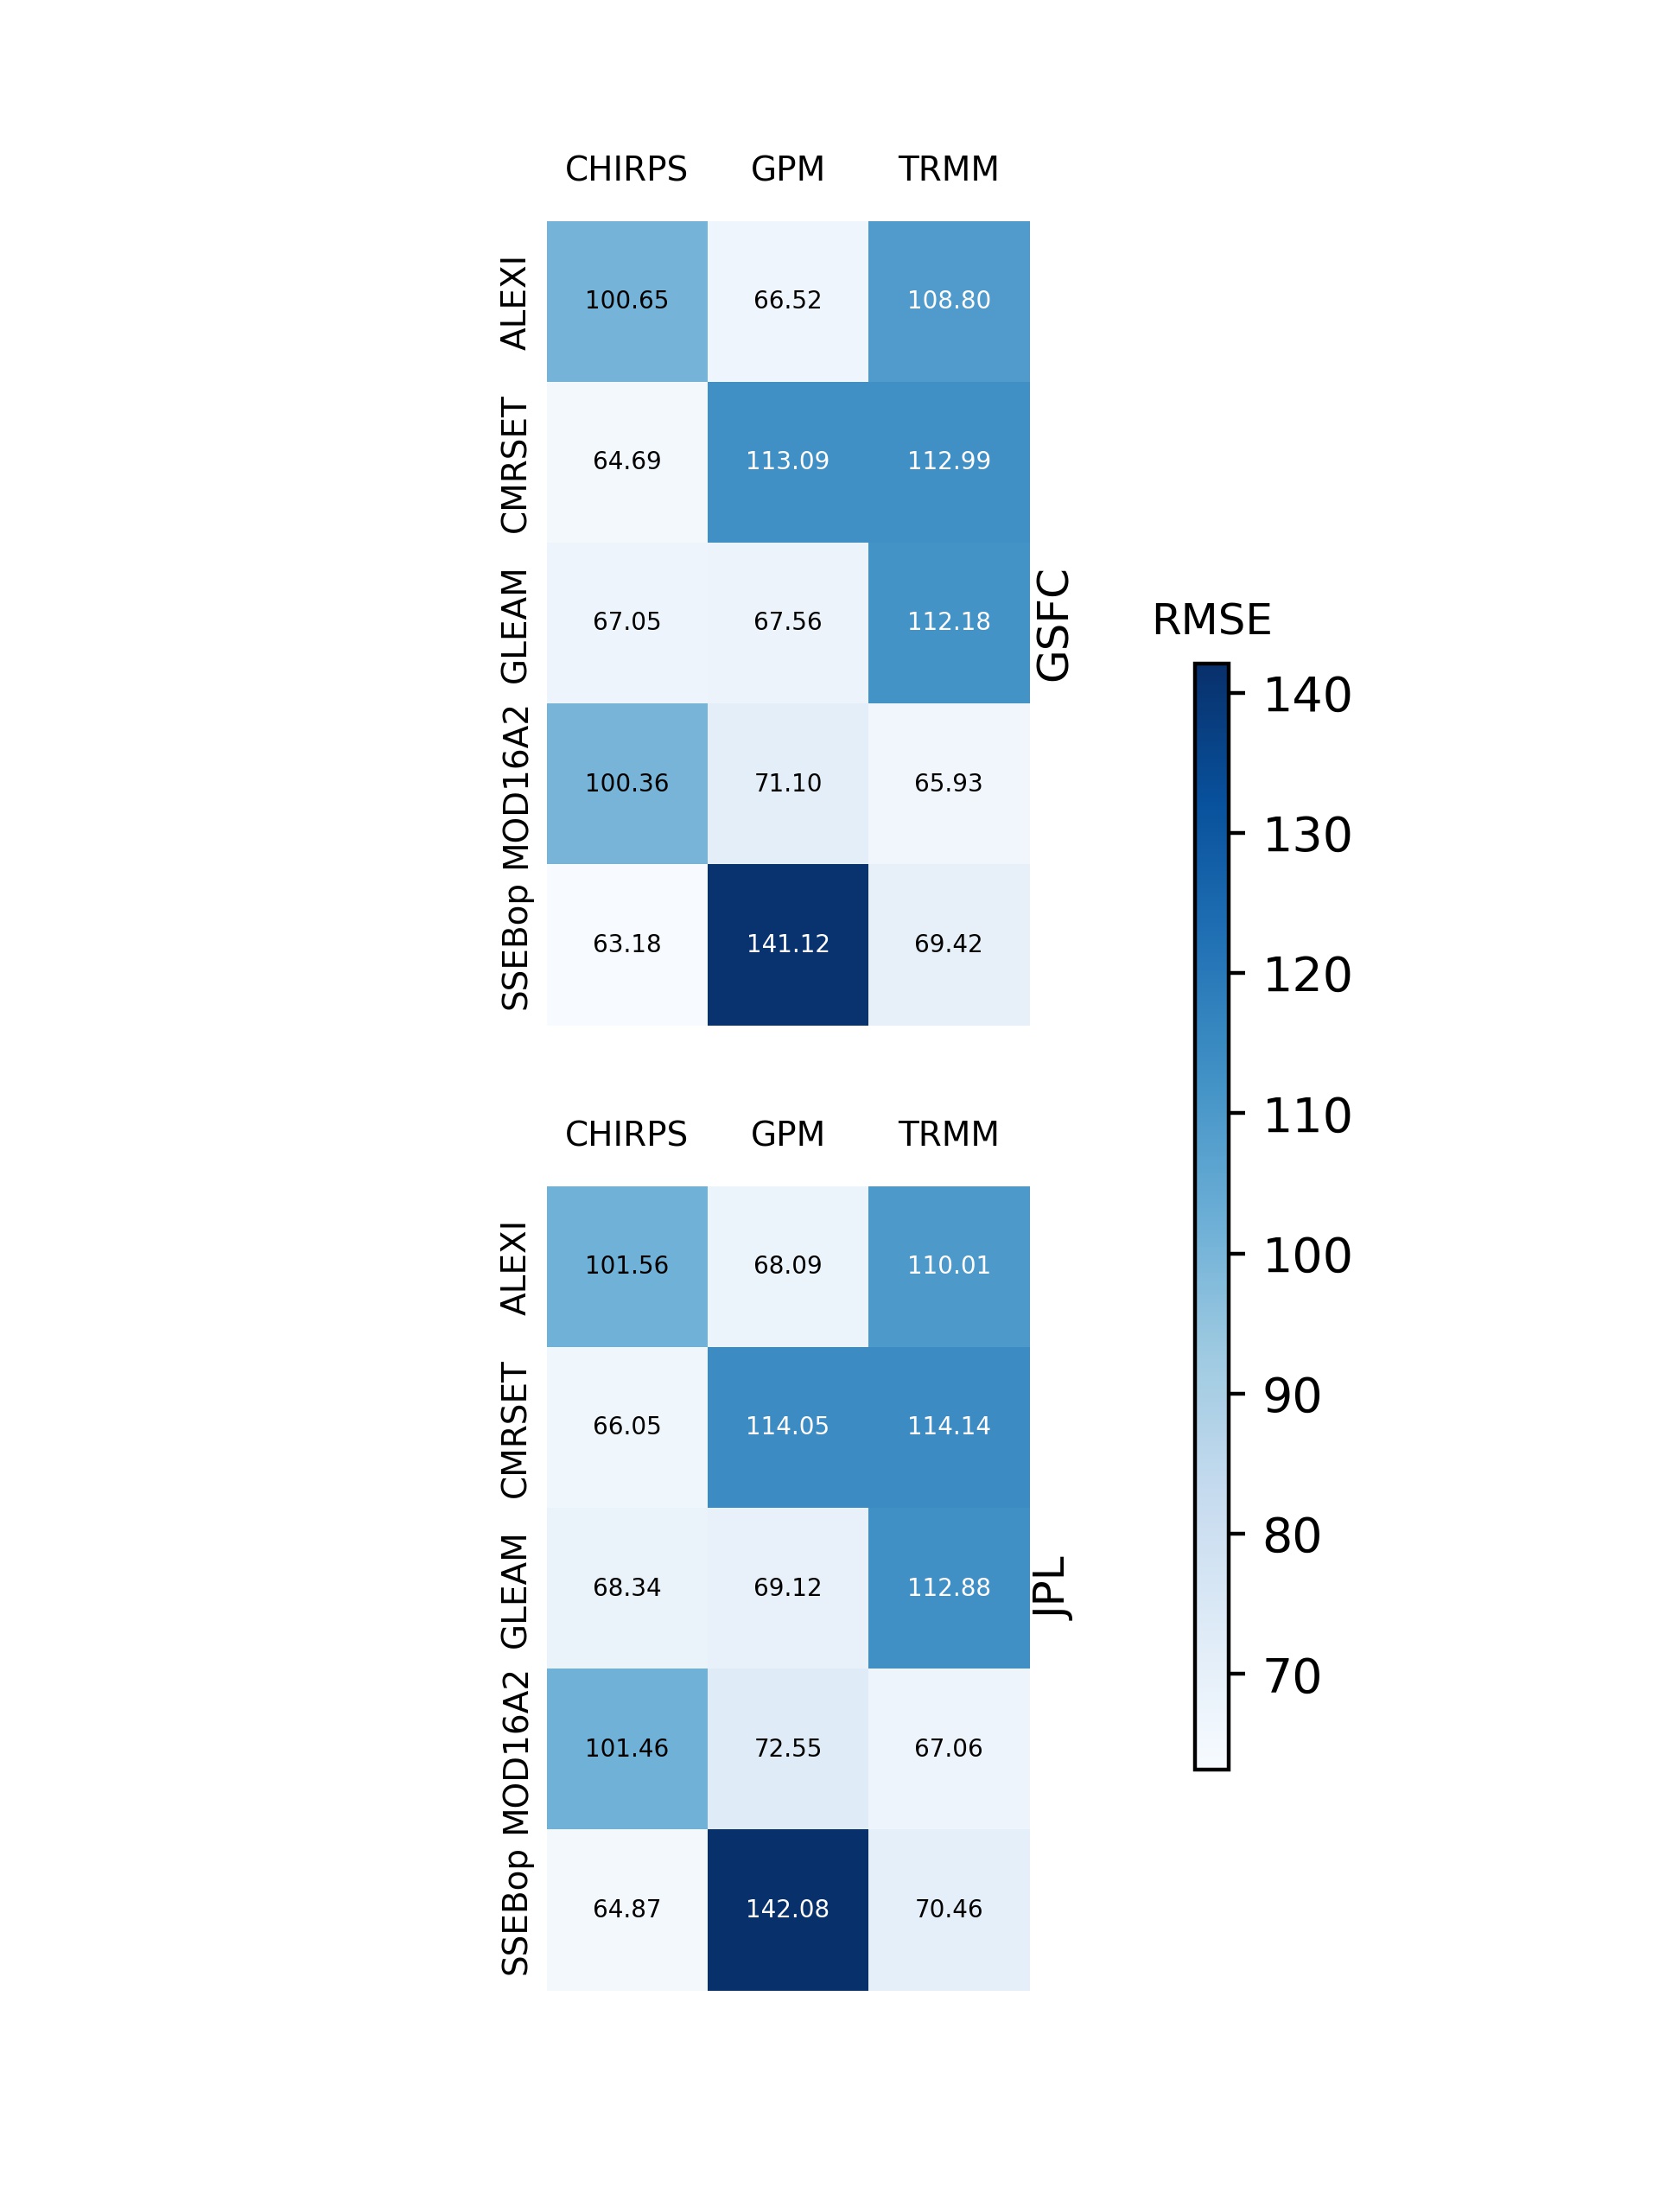 CHIRPS GPM TRMM
ALEXI 100.65 66.52 108.80
CMRSET 64.69 113.09 112.99
GLEAM 67.05 67.56 112.18
MOD16A2 100.36 71.10 65.93
SSEBop 63.18 141.12 69.42
GSFC
CHIRPS GPM TRMM
ALEXI 101.56 68.09 110.01
CMRSET 66.05 114.05 114.14
GLEAM 68.34 69.12 112.88
MOD16A2 101.46 72.55 67.06
SSEBop 64.87 142.08 70.46
JPL
RMSE
140
130
120
110
100
90
80
70